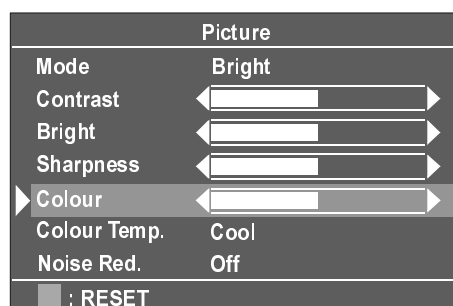 Picture
Mode Bright
Contrast
Bright
Sharpness
Colour
Colour Temp. Cool
Noise Red. Off
: RESET